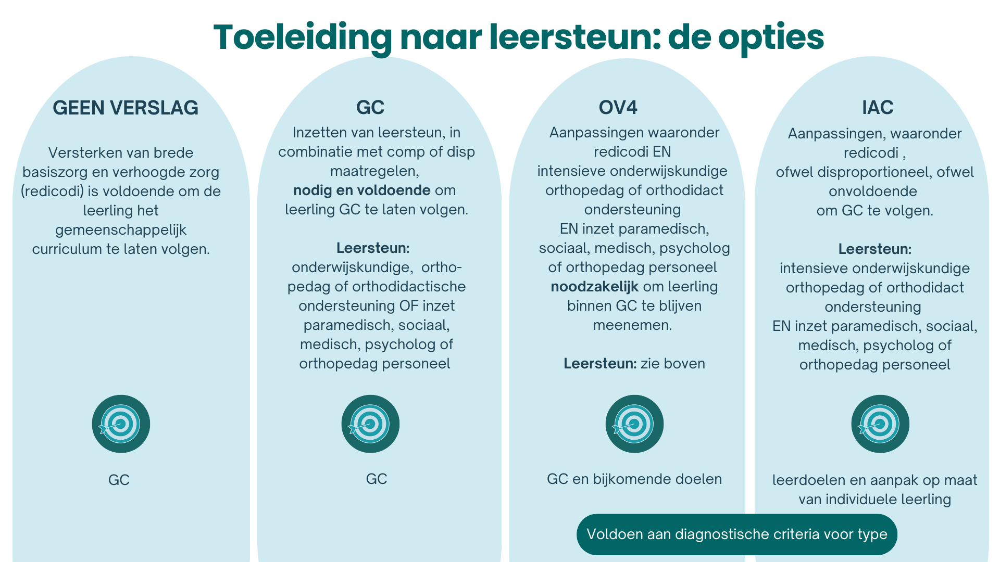 Toeleiding naar leersteun: de opties
GEEN VERSLAG
Versterken van brede
basiszorg en verhoogde zorg
(redicodi) is voldoende om de
leerling het
gemeenschappelijk
curriculum te laten volgen.
GC
GC
Inzetten van leersteun, in
combinatie met comp of disp
maatregelen,
nodig en voldoende om
leerling GC te laten volgen.
Leersteun:
onderwijskundige, ortho-
pedag of orthodidactische
ondersteuning OF inzet
paramedisch, sociaal,
medisch, psycholog of
orthopedag personeel
GC
OV4
Aanpassingen waaronder
redicodi EN
intensieve onderwijskundige
orthopedag of orthodidact
ondersteuning
EN inzet paramedisch,
sociaal, medisch, psycholog
of orthopedag personeel
noodzakelijk om leerling
binnen GC te blijven
meenemen.
Leersteun: zie boven
GC en bijkomende doelen
IAC
Aanpassingen, waaronder
redicodi ,
ofwel disproportioneel, ofwel
onvoldoende
om GC te volgen.
Leersteun:
intensieve onderwijskundige
orthopedag of orthodidact
ondersteuning
EN inzet paramedisch, sociaal,
medisch, psycholog of
orthopedag personeel
leerdoelen en aanpak op maat
van individuele leerling
Voldoen aan diagnostische criteria voor type